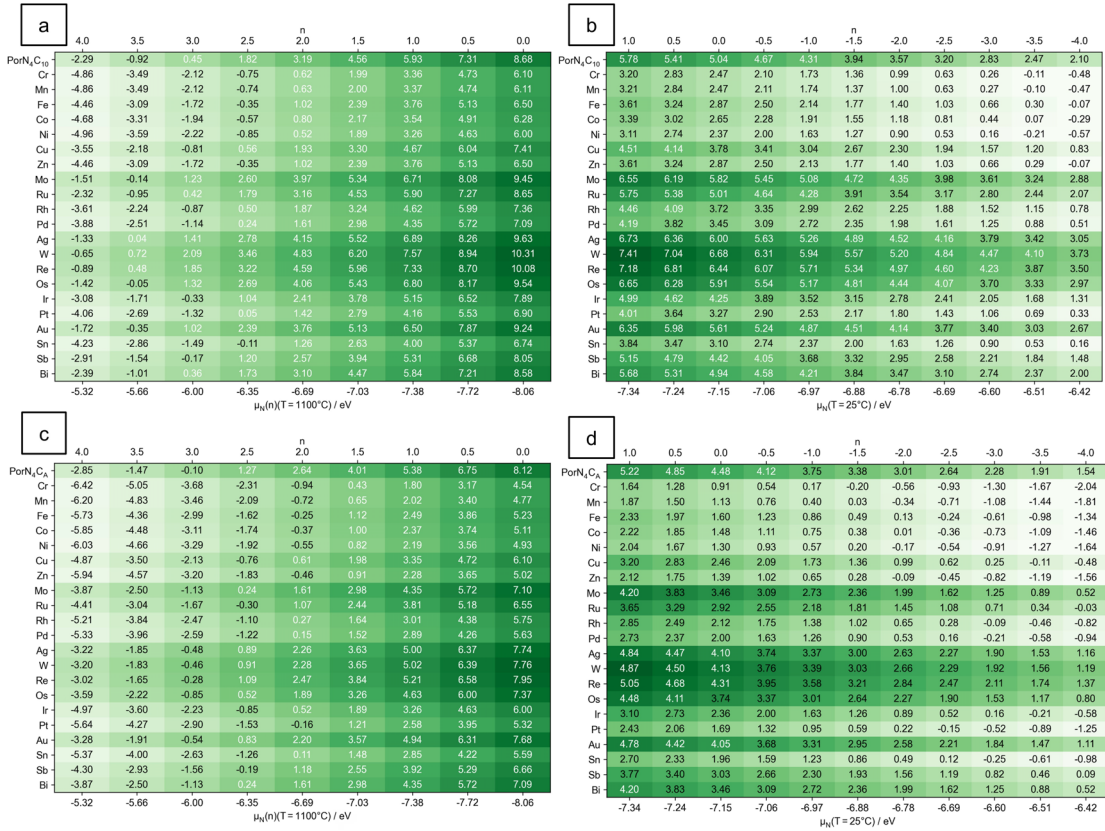 a
n
4.0 3.5 3.0 2.5 2.0 1.5 1.0 0.5 0.0
PorN₄C₁₀ -2.29 -0.92 0.45 1.82 3.19 4.56 5.93 7.31 8.68
Cr -4.86 -3.49 -2.12 -0.75 0.62 1.99 3.36 4.73 6.10
Mn -4.86 -3.49 -2.12 -0.74 0.63 2.00 3.37 4.74 6.11
Fe -4.46 -3.09 -1.72 -0.35 1.02 2.39 3.76 5.13 6.50
Co -4.68 -3.31 -1.94 -0.57 0.80 2.17 3.54 4.91 6.28
Ni -4.96 -3.59 -2.22 -0.85 0.52 1.89 3.26 4.63 6.00
Cu -3.55 -2.18 -0.81 0.56 1.93 3.30 4.67 6.04 7.41
Zn -4.46 -3.09 -1.72 -0.35 1.02 2.39 3.76 5.13 6.50
Mo -1.51 -0.14 1.23 2.60 3.97 5.34 6.71 8.08 9.45
Ru -2.32 -0.95 0.42 1.79 3.16 4.53 5.90 7.27 8.65
Rh -3.61 -2.24 -0.87 0.50 1.87 3.24 4.62 5.99 7.36
Pd -3.88 -2.51 -1.14 0.24 1.61 2.98 4.35 5.72 7.09
Ag -1.33 0.04 1.41 2.78 4.15 5.52 6.89 8.26 9.63
W -0.65 0.72 2.09 3.46 4.83 6.20 7.57 8.94 10.31
Re -0.89 0.48 1.85 3.22 4.59 5.96 7.33 8.70 10.08
Os -1.42 -0.05 1.32 2.69 4.06 5.43 6.80 8.17 9.54
Ir -3.08 -1.71 -0.33 1.04 2.41 3.78 5.15 6.52 7.89
Pt -4.06 -2.69 -1.32 0.05 1.42 2.79 4.16 5.53 6.90
Au -1.72 -0.35 1.02 2.39 3.76 5.13 6.50 7.87 9.24
Sn -4.23 -2.86 -1.49 -0.11 1.26 2.63 4.00 5.37 6.74
Sb -2.91 -1.54 -0.17 1.20 2.57 3.94 5.31 6.68 8.05
Bi -2.39 -1.01 0.36 1.73 3.10 4.47 5.84 7.21 8.58
-5.32 -5.66 -6.00 -6.35 -6.69 -7.03 -7.38 -7.72 -8.06
μN(n)(T = 1100°C) / eV
b
n
1.0 0.5 0.0 -0.5 -1.0 -1.5 -2.0 -2.5 -3.0 -3.5 -4.0
PorN₄C₁₀ 5.78 5.41 5.04 4.67 4.31 3.94 3.57 3.20 2.83 2.47 2.10
Cr 3.20 2.83 2.47 2.10 1.73 1.36 0.99 0.63 0.26 -0.11 -0.48
Mn 3.21 2.84 2.47 2.11 1.74 1.37 1.00 0.63 0.27 -0.10 -0.47
Fe 3.61 3.24 2.87 2.50 2.14 1.77 1.40 1.03 0.66 0.30 -0.07
Co 3.39 3.02 2.65 2.28 1.91 1.55 1.18 0.81 0.44 0.07 -0.29
Ni 3.11 2.74 2.37 2.00 1.63 1.27 0.90 0.53 0.16 -0.21 -0.57
Cu 4.51 4.14 3.78 3.41 3.04 2.67 2.30 1.94 1.57 1.20 0.83
Zn 3.61 3.24 2.87 2.50 2.13 1.77 1.40 1.03 0.66 0.29 -0.07
Mo 6.55 6.19 5.82 5.45 5.08 4.72 4.35 3.98 3.61 3.24 2.88
Ru 5.75 5.38 5.01 4.64 4.28 3.91 3.54 3.17 2.80 2.44 2.07
Rh 4.46 4.09 3.72 3.35 2.99 2.62 2.25 1.88 1.52 1.15 0.78
Pd 4.19 3.82 3.45 3.09 2.72 2.35 1.98 1.61 1.25 0.88 0.51
Ag 6.73 6.36 6.00 5.63 5.26 4.89 4.52 4.16 3.79 3.42 3.05
W 7.41 7.04 6.68 6.31 5.94 5.57 5.20 4.84 4.47 4.10 3.73
Re 7.18 6.81 6.44 6.07 5.71 5.34 4.97 4.60 4.23 3.87 3.50
Os 6.65 6.28 5.91 5.54 5.17 4.81 4.44 4.07 3.70 3.33 2.97
Ir 4.99 4.62 4.25 3.89 3.52 3.15 2.78 2.41 2.05 1.68 1.31
Pt 4.01 3.64 3.27 2.90 2.53 2.17 1.80 1.43 1.06 0.69 0.33
Au 6.35 5.98 5.61 5.24 4.87 4.51 4.14 3.77 3.40 3.03 2.67
Sn 3.84 3.47 3.10 2.74 2.37 2.00 1.63 1.26 0.90 0.53 0.16
Sb 5.15 4.79 4.42 4.05 3.68 3.32 2.95 2.58 2.21 1.84 1.48
Bi 5.68 5.31 4.94 4.58 4.21 3.84 3.47 3.10 2.74 2.37 2.00
-7.34 -7.24 -7.15 -7.06 -6.97 -6.88 -6.78 -6.69 -6.60 -6.51 -6.42
μN(T = 25°C) / eV
c
n
4.0 3.5 3.0 2.5 2.0 1.5 1.0 0.5 0.0
PorN₄Cₐ -2.85 -1.47 -0.10 1.27 2.64 4.01 5.38 6.75 8.12
Cr -6.42 -5.05 -3.68 -2.31 -0.94 0.43 1.80 3.17 4.54
Mn -6.20 -4.83 -3.46 -2.09 -0.72 0.65 2.02 3.40 4.77
Fe -5.73 -4.36 -2.99 -1.62 -0.25 1.12 2.49 3.86 5.23
Co -5.85 -4.48 -3.11 -1.74 -0.37 1.00 2.37 3.74 5.11
Ni -6.03 -4.66 -3.29 -1.92 -0.55 0.82 2.19 3.56 4.93
Cu -4.87 -3.50 -2.13 -0.76 0.61 1.98 3.35 4.72 6.10
Zn -5.94 -4.57 -3.20 -1.83 -0.46 0.91 2.28 3.65 5.02
Mo -3.87 -2.50 -1.13 0.24 1.61 2.98 4.35 5.72 7.10
Ru -4.41 -3.04 -1.67 -0.30 1.07 2.44 3.81 5.18 6.55
Rh -5.21 -3.84 -2.47 -1.10 0.27 1.64 3.01 4.38 5.75
Pd -5.33 -3.96 -2.59 -1.22 0.15 1.52 2.89 4.26 5.63
Ag -3.22 -1.85 -0.48 0.89 2.26 3.63 5.00 6.37 7.74
W -3.20 -1.83 -0.46 0.91 2.28 3.65 5.02 6.39 7.76
Re -3.02 -1.65 -0.28 1.09 2.47 3.84 5.21 6.58 7.95
Os -3.59 -2.22 -0.85 0.52 1.89 3.26 4.63 6.00 7.37
Ir -4.97 -3.60 -2.23 -0.85 0.52 1.89 3.26 4.63 6.00
Pt -5.64 -4.27 -2.90 -1.53 -0.16 1.21 2.58 3.95 5.32
Au -3.28 -1.91 -0.54 0.83 2.20 3.57 4.94 6.31 7.68
Sn -5.37 -4.00 -2.63 -1.26 0.11 1.48 2.85 4.22 5.59
Sb -4.30 -2.93 -1.56 -0.19 1.18 2.55 3.92 5.29 6.66
Bi -3.87 -2.50 -1.13 0.24 1.61 2.98 4.35 5.72 7.09
-5.32 -5.66 -6.00 -6.35 -6.69 -7.03 -7.38 -7.72 -8.06
μN(n)(T = 1100°C) / eV
d
n
1.0 0.5 0.0 -0.5 -1.0 -1.5 -2.0 -2.5 -3.0 -3.5 -4.0
PorN₄Cₐ 5.22 4.85 4.48 4.12 3.75 3.38 3.01 2.64 2.28 1.91 1.54
Cr 1.64 1.28 0.91 0.54 0.17 -0.20 -0.56 -0.93 -1.30 -1.67 -2.04
Mn 1.87 1.50 1.13 0.76 0.40 0.03 -0.34 -0.71 -1.08 -1.44 -1.81
Fe 2.33 1.97 1.60 1.23 0.86 0.49 0.13 -0.24 -0.61 -0.98 -1.34
Co 2.22 1.85 1.48 1.11 0.75 0.38 0.01 -0.36 -0.73 -1.09 -1.46
Ni 2.04 1.67 1.30 0.93 0.57 0.20 -0.17 -0.54 -0.91 -1.27 -1.64
Cu 3.20 2.83 2.46 2.09 1.73 1.36 0.99 0.62 0.25 -0.11 -0.48
Zn 2.12 1.75 1.39 1.02 0.65 0.28 -0.09 -0.45 -0.82 -1.19 -1.56
Mo 4.20 3.83 3.46 3.09 2.73 2.36 1.99 1.62 1.25 0.89 0.52
Ru 3.65 3.29 2.92 2.55 2.18 1.81 1.45 1.08 0.71 0.34 -0.03
Rh 2.85 2.49 2.12 1.75 1.38 1.02 0.65 0.28 -0.09 -0.46 -0.82
Pd 2.73 2.37 2.00 1.63 1.26 0.90 0.53 0.16 -0.21 -0.58 -0.94
Ag 4.84 4.47 4.10 3.74 3.37 3.00 2.63 2.27 1.90 1.53 1.16
W 4.87 4.50 4.13 3.76 3.39 3.03 2.66 2.29 1.92 1.56 1.19
Re 5.05 4.68 4.31 3.95 3.58 3.21 2.84 2.47 2.11 1.74 1.37
Os 4.48 4.11 3.74 3.37 3.01 2.64 2.27 1.90 1.53 1.17 0.80
Ir 3.10 2.73 2.36 2.00 1.63 1.26 0.89 0.52 0.16 -0.21 -0.58
Pt 2.43 2.06 1.69 1.32 0.95 0.59 0.22 -0.15 -0.52 -0.89 -1.25
Au 4.78 4.42 4.05 3.68 3.31 2.95 2.58 2.21 1.84 1.47 1.11
Sn 2.70 2.33 1.96 1.59 1.23 0.86 0.49 0.12 -0.25 -0.61 -0.98
Sb 3.77 3.40 3.03 2.66 2.30 1.93 1.56 1.19 0.82 0.46 0.09
Bi 4.20 3.83 3.46 3.09 2.72 2.36 1.99 1.62 1.25 0.88 0.52
-7.34 -7.24 -7.15 -7.06 -6.97 -6.88 -6.78 -6.69 -6.60 -6.51 -6.42
μN(T = 25°C) / eV